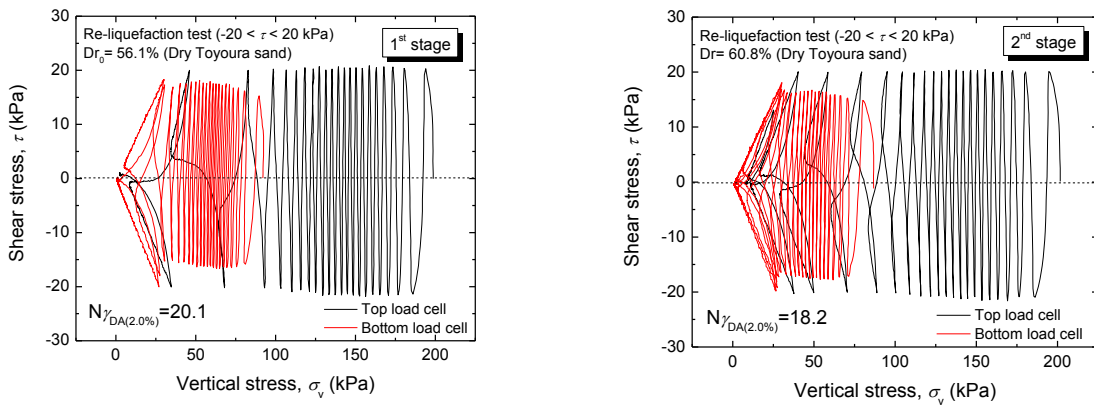 Re-liquefaction test (-20 < τ < 20 kPa)
Dr₀= 56.1% (Dry Toyoura sand)
1st stage
30
20
10
0
-10
-20
-30
Shear stress, τ (kPa)
NγDA(2.0%)=20.1
Top load cell
Bottom load cell
0 50 100 150 200
Vertical stress, σv (kPa)
Re-liquefaction test (-20 < τ < 20 kPa)
Dr= 60.8% (Dry Toyoura sand)
2nd stage
30
20
10
0
-10
-20
-30
Shear stress, τ (kPa)
NγDA(2.0%)=18.2
Top load cell
Bottom load cell
0 50 100 150 200
Vertical stress, σv (kPa)